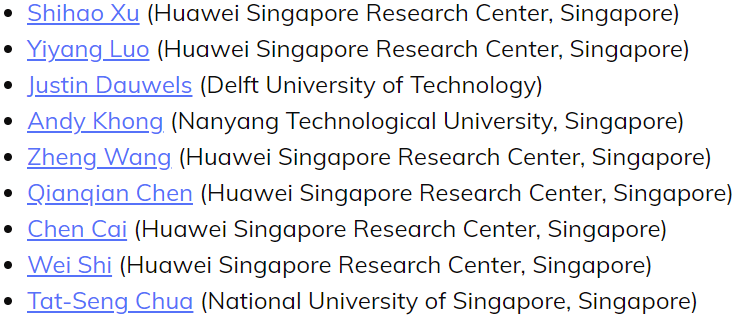 Shihao Xu (Huawei Singapore Research Center, Singapore)
Yiyang Luo (Huawei Singapore Research Center, Singapore)
Justin Dauwels (Delft University of Technology)
Andy Khong (Nanyang Technological University, Singapore)
Zheng Wang (Huawei Singapore Research Center, Singapore)
Qianqian Chen (Huawei Singapore Research Center, Singapore)
Chen Cai (Huawei Singapore Research Center, Singapore)
Wei Shi (Huawei Singapore Research Center, Singapore)
Tat-Seng Chua (National University of Singapore, Singapore)